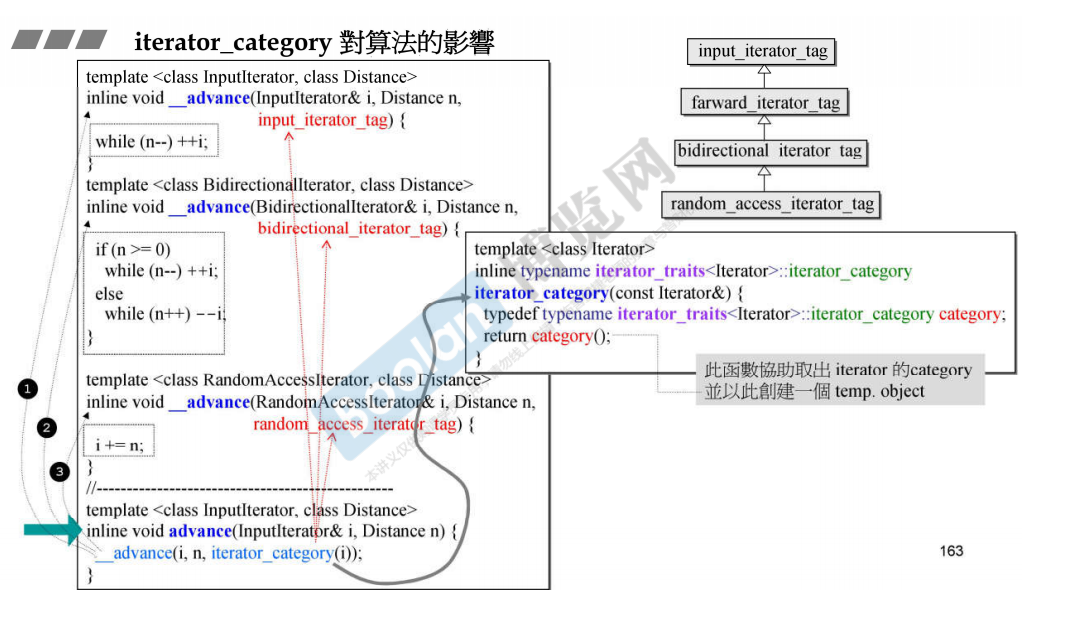 iterator_category 對算法的影響
template <class InputIterator, class Distance>
inline void __advance(InputIterator& i, Distance n,
input_iterator_tag) {
while (n--) ++i;
}
template <class BidirectionalIterator, class Distance>
inline void __advance(BidirectionalIterator& i, Distance n,
bidirectional_iterator_tag) {
if (n >= 0)
while (n--) ++i;
else
while (n++) --i;
}
template <class RandomAccessIterator, class Distance>
inline void __advance(RandomAccessIterator& i, Distance n,
random_access_iterator_tag) {
i += n;
}
//-------------------------------------------------
template <class InputIterator, class Distance>
inline void advance(InputIterator& i, Distance n) {
__advance(i, n, iterator_category(i));
}
1
2
3
input_iterator_tag
farward_iterator_tag
bidirectional iterator tag
random_access_iterator_tag
template <class Iterator>
inline typename iterator_traits<Iterator>::iterator_category
iterator_category(const Iterator&) {
typedef typename iterator_traits<Iterator>::iterator_category category;
return category();
}
此函數協助取出 iterator 的category
並以此創建一個 temp. object
boolan
博览网
163